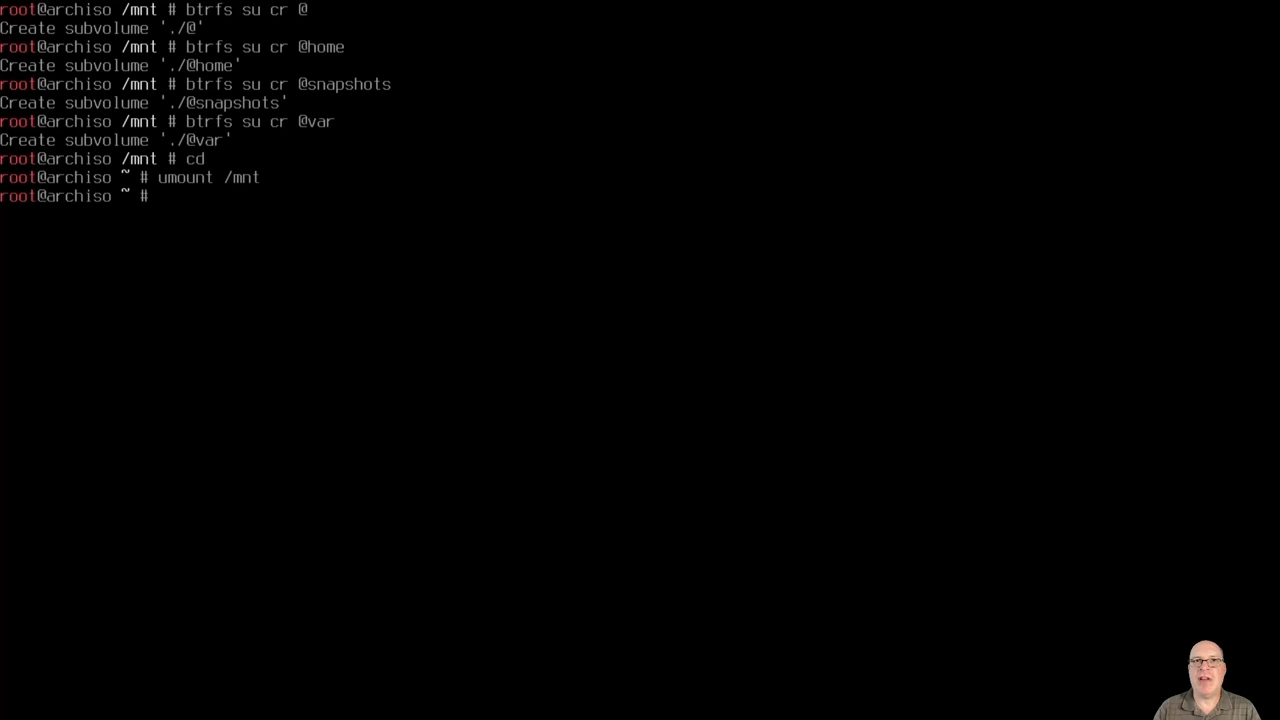 root@archiso /mnt # btrfs su cr @
Create subvolume './@'
root@archiso /mnt # btrfs su cr @home
Create subvolume './@home'
root@archiso /mnt # btrfs su cr @snapshots
Create subvolume './@snapshots'
root@archiso /mnt # btrfs su cr @var
Create subvolume './@var'
root@archiso /mnt # cd
root@archiso ~ # umount /mnt
root@archiso ~ #